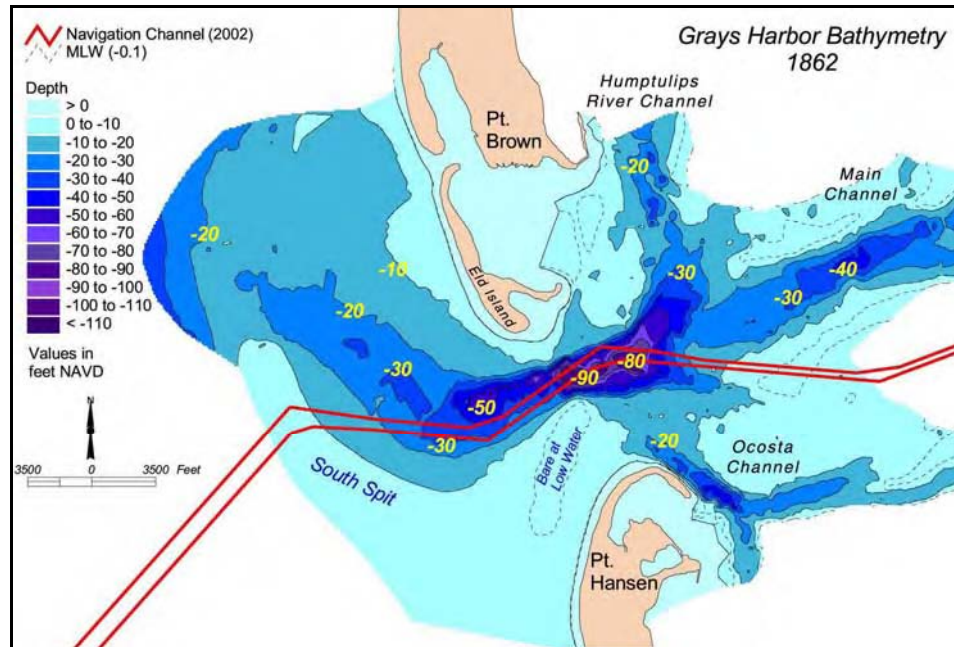 Navigation Channel (2002)
MLW (-0.1)
Grays Harbor Bathymetry
1862
Depth
> 0
0 to -10
-10 to -20
-20 to -30
-30 to -40
-40 to -50
-50 to -60
-60 to -70
-70 to -80
-80 to -90
-90 to -100
-100 to -110
< -110
Values in
feet NAVD
N
3500 0 3500 Feet
Humptulips
River Channel
Pt.
Brown
Main
Channel
Eld Island
-20
-20
-10
-20
-30
-30
-40
-30
-30
-50
-90
-80
-30
-20
South Spit
Bare at
Low Water
Ocosta
Channel
Pt.
Hansen